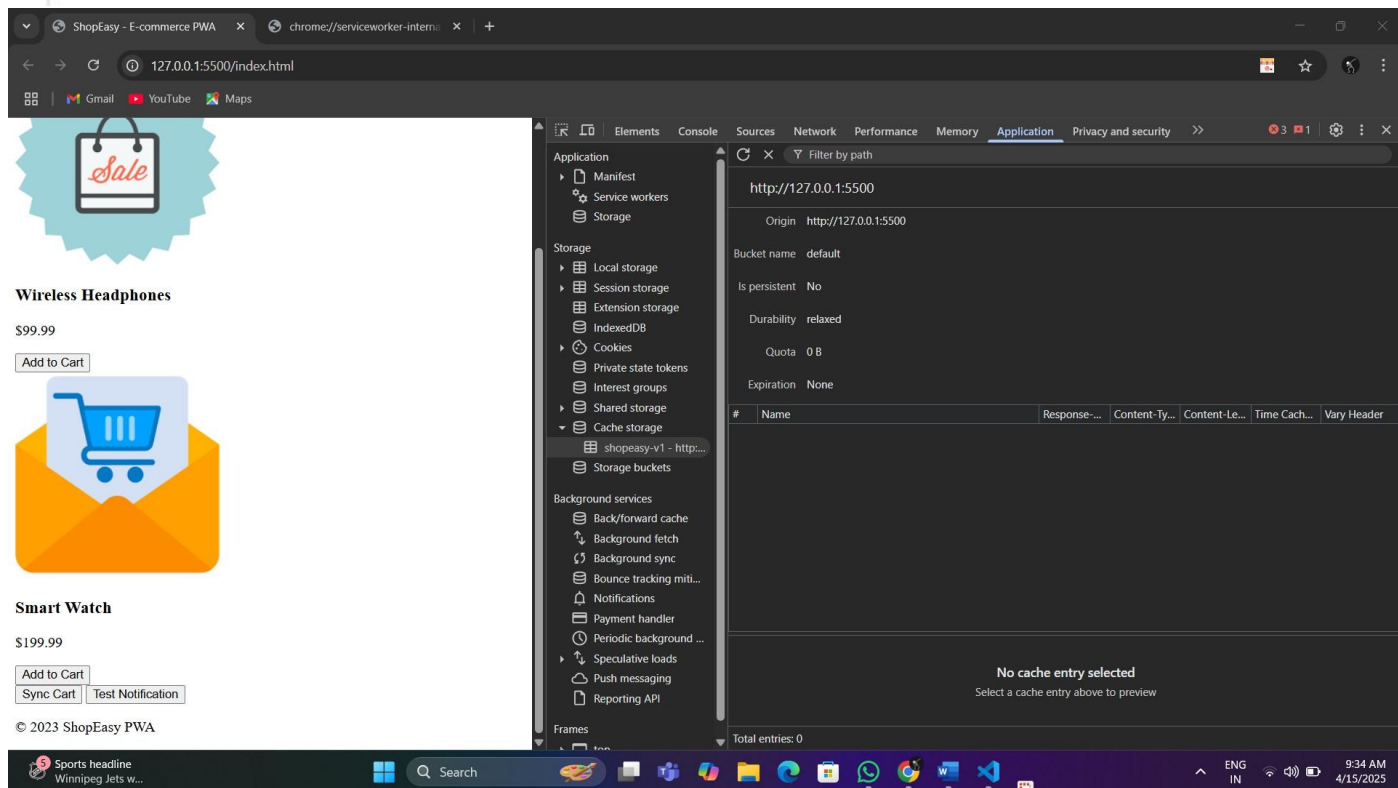 ShopEasy - E-commerce PWA
chrome://serviceworker-interna
127.0.0.1:5500/index.html
Gmail YouTube Maps
Sale
Wireless Headphones
$99.99
Add to Cart
Smart Watch
$199.99
Add to Cart
Sync Cart Test Notification
© 2023 ShopEasy PWA
Elements Console Sources Network Performance Memory Application Privacy and security 3 1
Application
Manifest
Service workers
Storage
Storage
Local storage
Session storage
Extension storage
IndexedDB
Cookies
Private state tokens
Interest groups
Shared storage
Cache storage
shopeasy-v1 - http:...
Storage buckets
Background services
Back/forward cache
Background fetch
Background sync
Bounce tracking miti...
Notifications
Payment handler
Periodic background ...
Speculative loads
Push messaging
Reporting API
Frames
top
Filter by path
http://127.0.0.1:5500
Origin http://127.0.0.1:5500
Bucket name default
Is persistent No
Durability relaxed
Quota 0 B
Expiration None
# Name Response-... Content-Ty... Content-Le... Time Cach... Vary Header
No cache entry selected
Select a cache entry above to preview
Total entries: 0
5
Sports headline
Winnipeg Jets w...
Search
ENG
IN
9:34 AM
4/15/2025